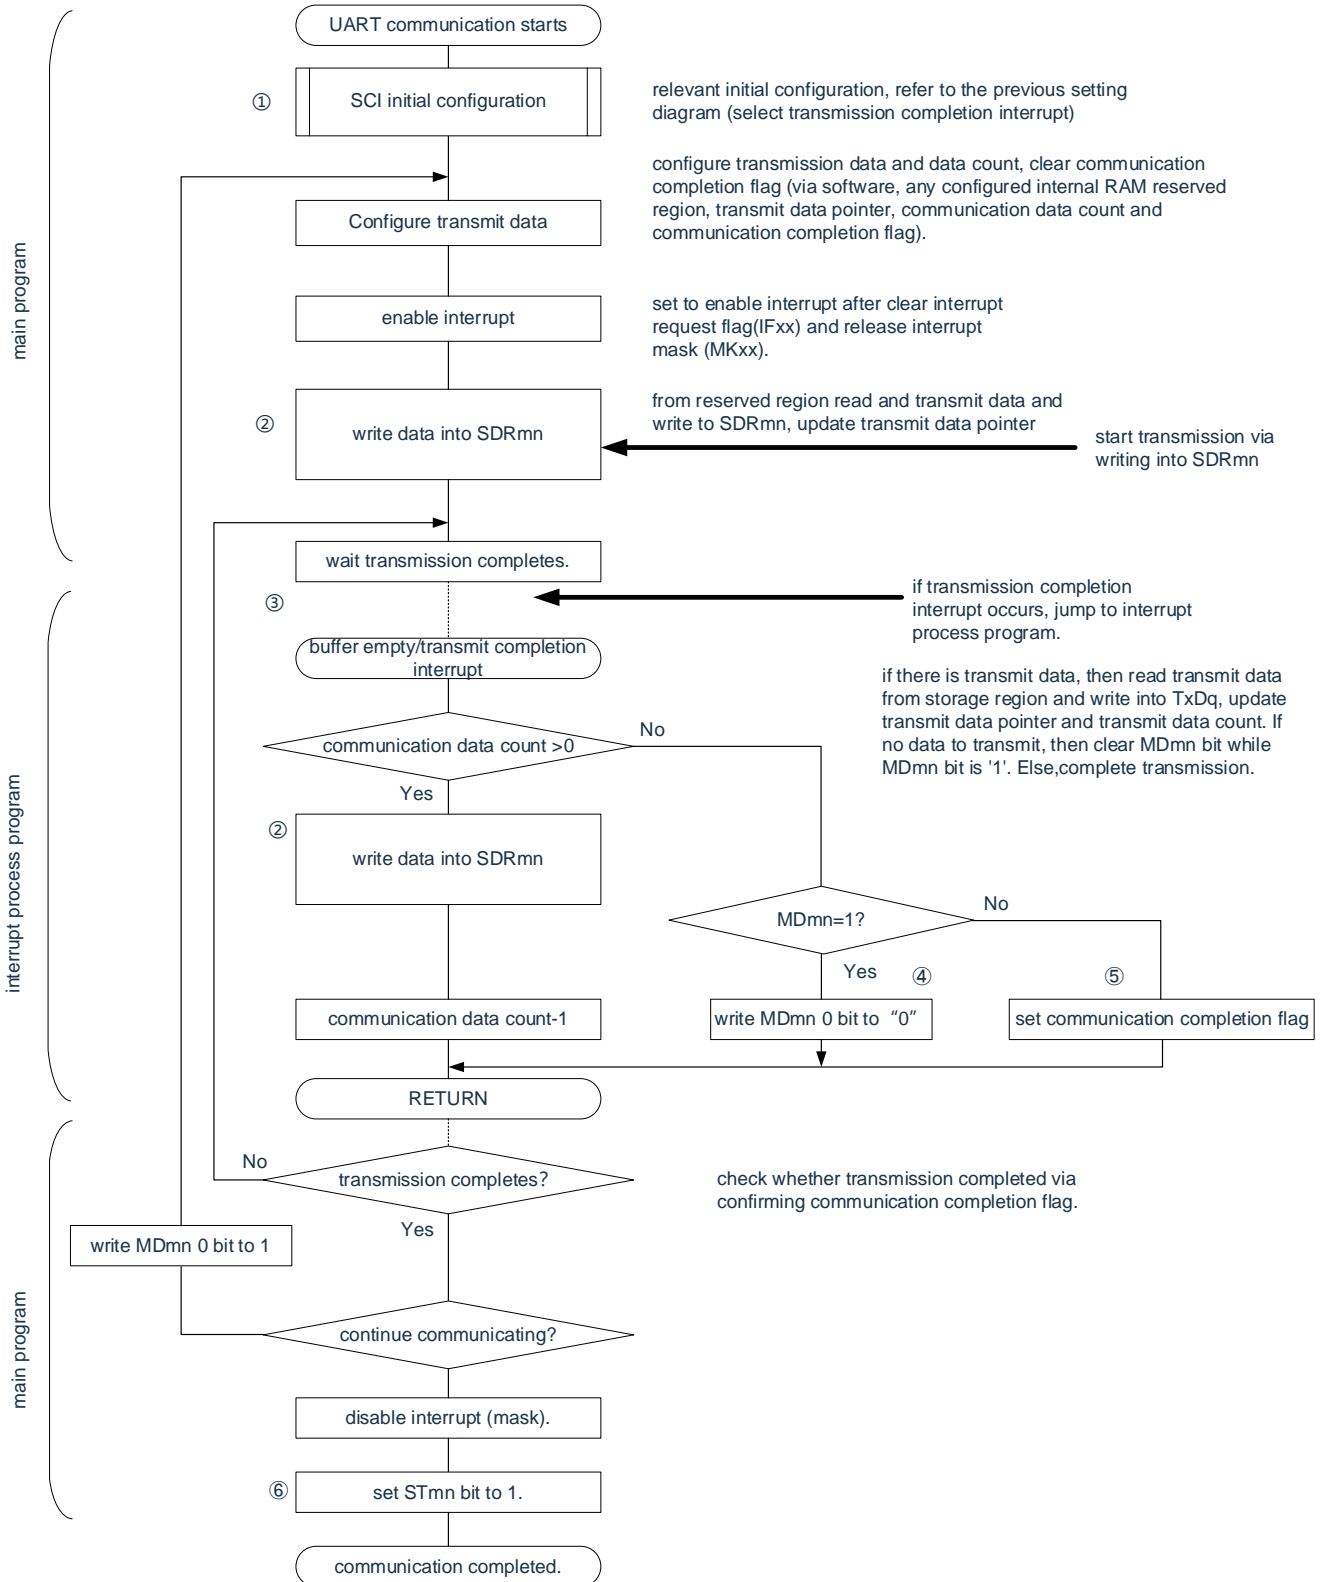 UART communication starts
①
SCI initial configuration
relevant initial configuration, refer to the previous setting
diagram (select transmission completion interrupt)
configure transmission data and data count, clear communication
completion flag (via software, any configured internal RAM reserved
region, transmit data pointer, communication data count and
communication completion flag).
Configure transmit data
main program
enable interrupt
set to enable interrupt after clear interrupt
request flag(IFxx) and release interrupt
mask (MKxx).
②
write data into SDRmn
from reserved region read and transmit data and
write to SDRmn, update transmit data pointer
start transmission via
writing into SDRmn
wait transmission completes.
③
if transmission completion
interrupt occurs, jump to interrupt
process program.
buffer empty/transmit completion
interrupt
if there is transmit data, then read transmit data
from storage region and write into TxDq, update
transmit data pointer and transmit data count. If
no data to transmit, then clear MDmn bit while
MDmn bit is '1'. Else,complete transmission.
communication data count >0
No
Yes
②
write data into SDRmn
interrupt process program
MDmn=1?
No
Yes
④
⑤
communication data count-1
write MDmn 0 bit to “0”
set communication completion flag
RETURN
No
transmission completes?
check whether transmission completed via
confirming communication completion flag.
Yes
write MDmn 0 bit to 1
continue communicating?
main program
disable interrupt (mask).
⑥
set STmn bit to 1.
communication completed.